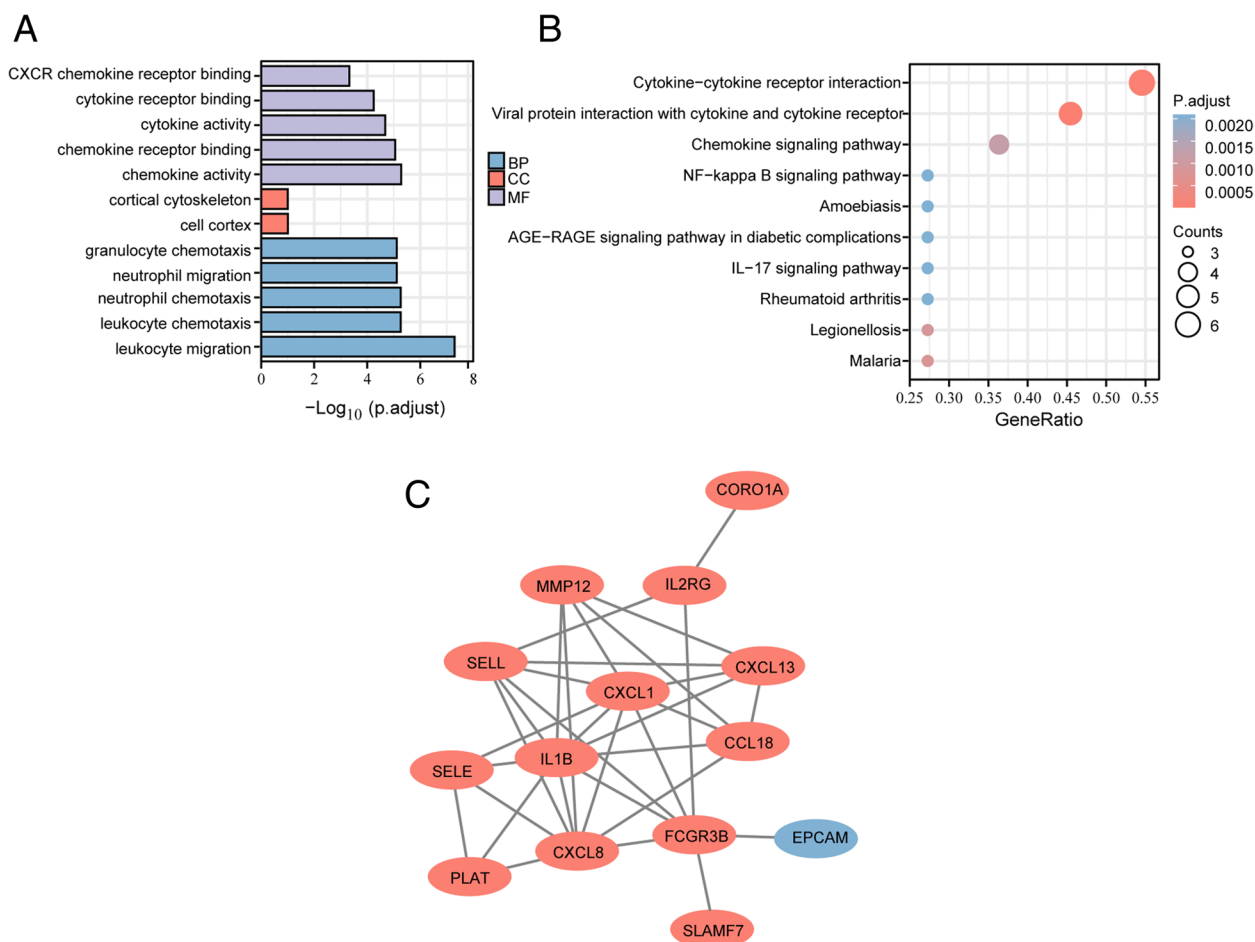 A
CXCR chemokine receptor binding
cytokine receptor binding
cytokine activity
chemokine receptor binding
chemokine activity
cortical cytoskeleton
cell cortex
granulocyte chemotaxis
neutrophil migration
neutrophil chemotaxis
leukocyte chemotaxis
leukocyte migration
0 2 4 6 8
−Log10 (p.adjust)
BP
CC
MF
B
Cytokine−cytokine receptor interaction
Viral protein interaction with cytokine and cytokine receptor
Chemokine signaling pathway
NF−kappa B signaling pathway
Amoebiasis
AGE−RAGE signaling pathway in diabetic complications
IL−17 signaling pathway
Rheumatoid arthritis
Legionellosis
Malaria
0.25 0.30 0.35 0.40 0.45 0.50 0.55
GeneRatio
P.adjust
0.0020
0.0015
0.0010
0.0005
Counts
3
4
5
6
C
CORO1A
MMP12
IL2RG
SELL
CXCL13
CXCL1
CCL18
IL1B
SELE
FCGR3B
EPCAM
CXCL8
PLAT
SLAMF7